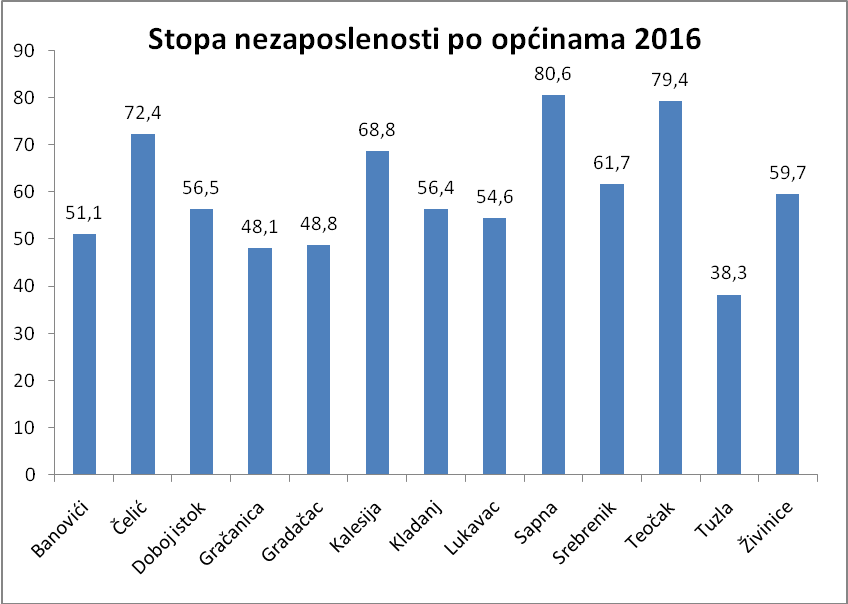 Stopa nezaposlenosti po općinama 2016
90
80
70
60
50
40
30
20
10
0
51,1
72,4
56,5
48,1
48,8
68,8
56,4
54,6
80,6
61,7
79,4
38,3
59,7
Banovići
Čelić
Doboj istok
Gračanica
Gradačac
Kalesija
Kladanj
Lukavac
Sapna
Srebrenik
Teočak
Tuzla
Živinice